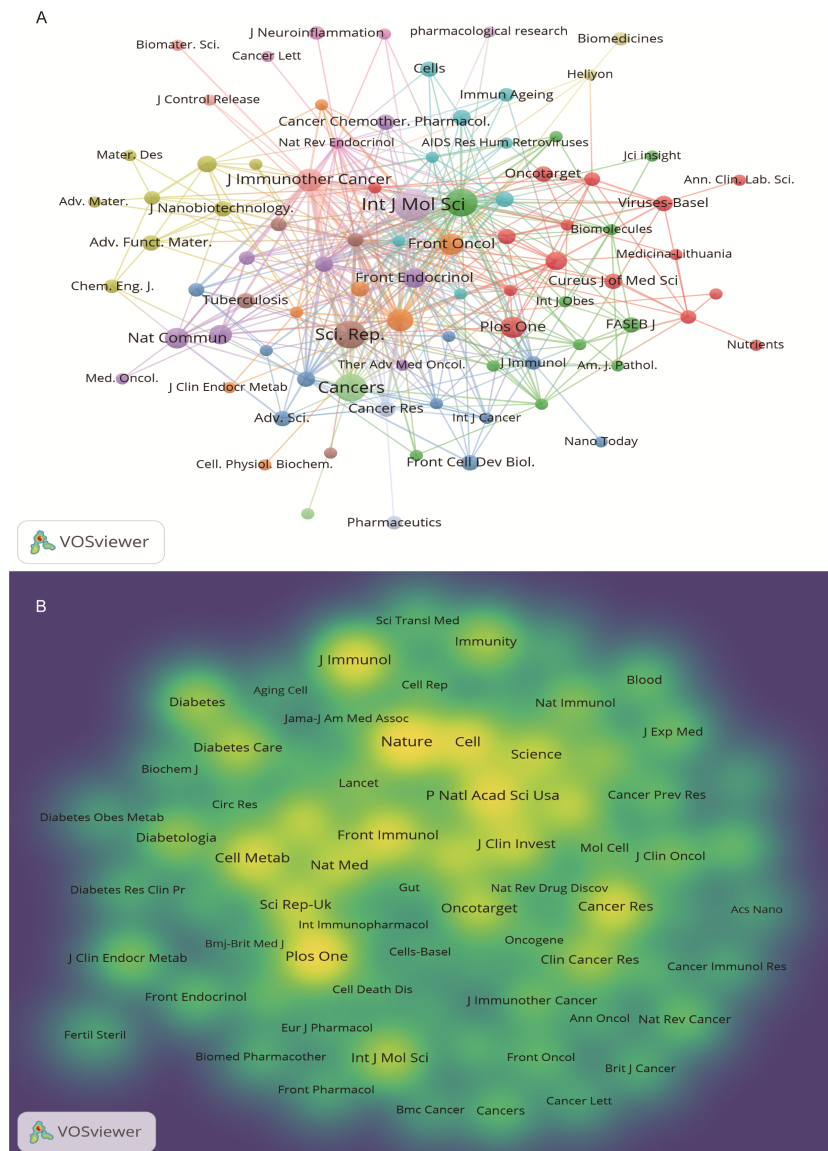 A
Biomater. Sci.
J Neuroinflammation
pharmacological research
Biomedicines
Cancer Lett
Cells
Heliyon
J Control Release
Immun Ageing
Cancer Chemother. Pharmacol.
Nat Rev Endocrinol
AIDS Res Hum Retroviruses
Mater. Des
Jci insight
J Immunother Cancer
Oncotarget
Ann. Clin. Lab. Sci.
Adv. Mater.
J Nanobiotechnology.
Int J Mol Sci
Viruses-Basel
Adv. Funct. Mater.
Front Oncol
Biomolecules
Medicina-Lithuania
Chem. Eng. J.
Front Endocrinol
Cureus J of Med Sci
Tuberculosis
Int J Obes
Nat Commun
Sci. Rep.
Plos One
FASEB J
Nutrients
Med. Oncol.
J Clin Endocr Metab
Ther Adv Med Oncol.
J Immunol
Am. J. Pathol.
Cancers
Adv. Sci.
Cancer Res
Int J Cancer
Nano Today
Cell. Physiol. Biochem.
Front Cell Dev Biol.
Pharmaceutics
VOSviewer
B
Sci Transl Med
Immunity
J Immunol
Blood
Cell Rep
Aging Cell
Diabetes
Nat Immunol
Jama-J Am Med Assoc
J Exp Med
Nature
Cell
Diabetes Care
Science
Biochem J
Lancet
P Natl Acad Sci Usa
Cancer Prev Res
Circ Res
Diabetes Obes Metab
Diabetologia
Front Immunol
J Clin Invest
Mol Cell
J Clin Oncol
Cell Metab
Nat Med
Diabetes Res Clin Pr
Gut
Nat Rev Drug Discov
Sci Rep-Uk
Oncotarget
Cancer Res
Acs Nano
Int Immunopharmacol
Bmj-Brit Med J
Oncogene
Plos One
Cells-Basel
J Clin Endocr Metab
Clin Cancer Res
Cancer Immunol Res
Cell Death Dis
Front Endocrinol
J Immunother Cancer
Ann Oncol
Nat Rev Cancer
Fertil Steril
Eur J Pharmacol
Biomed Pharmacother
Int J Mol Sci
Front Oncol
Brit J Cancer
Front Pharmacol
Cancer Lett
Bmc Cancer
Cancers
VOSviewer